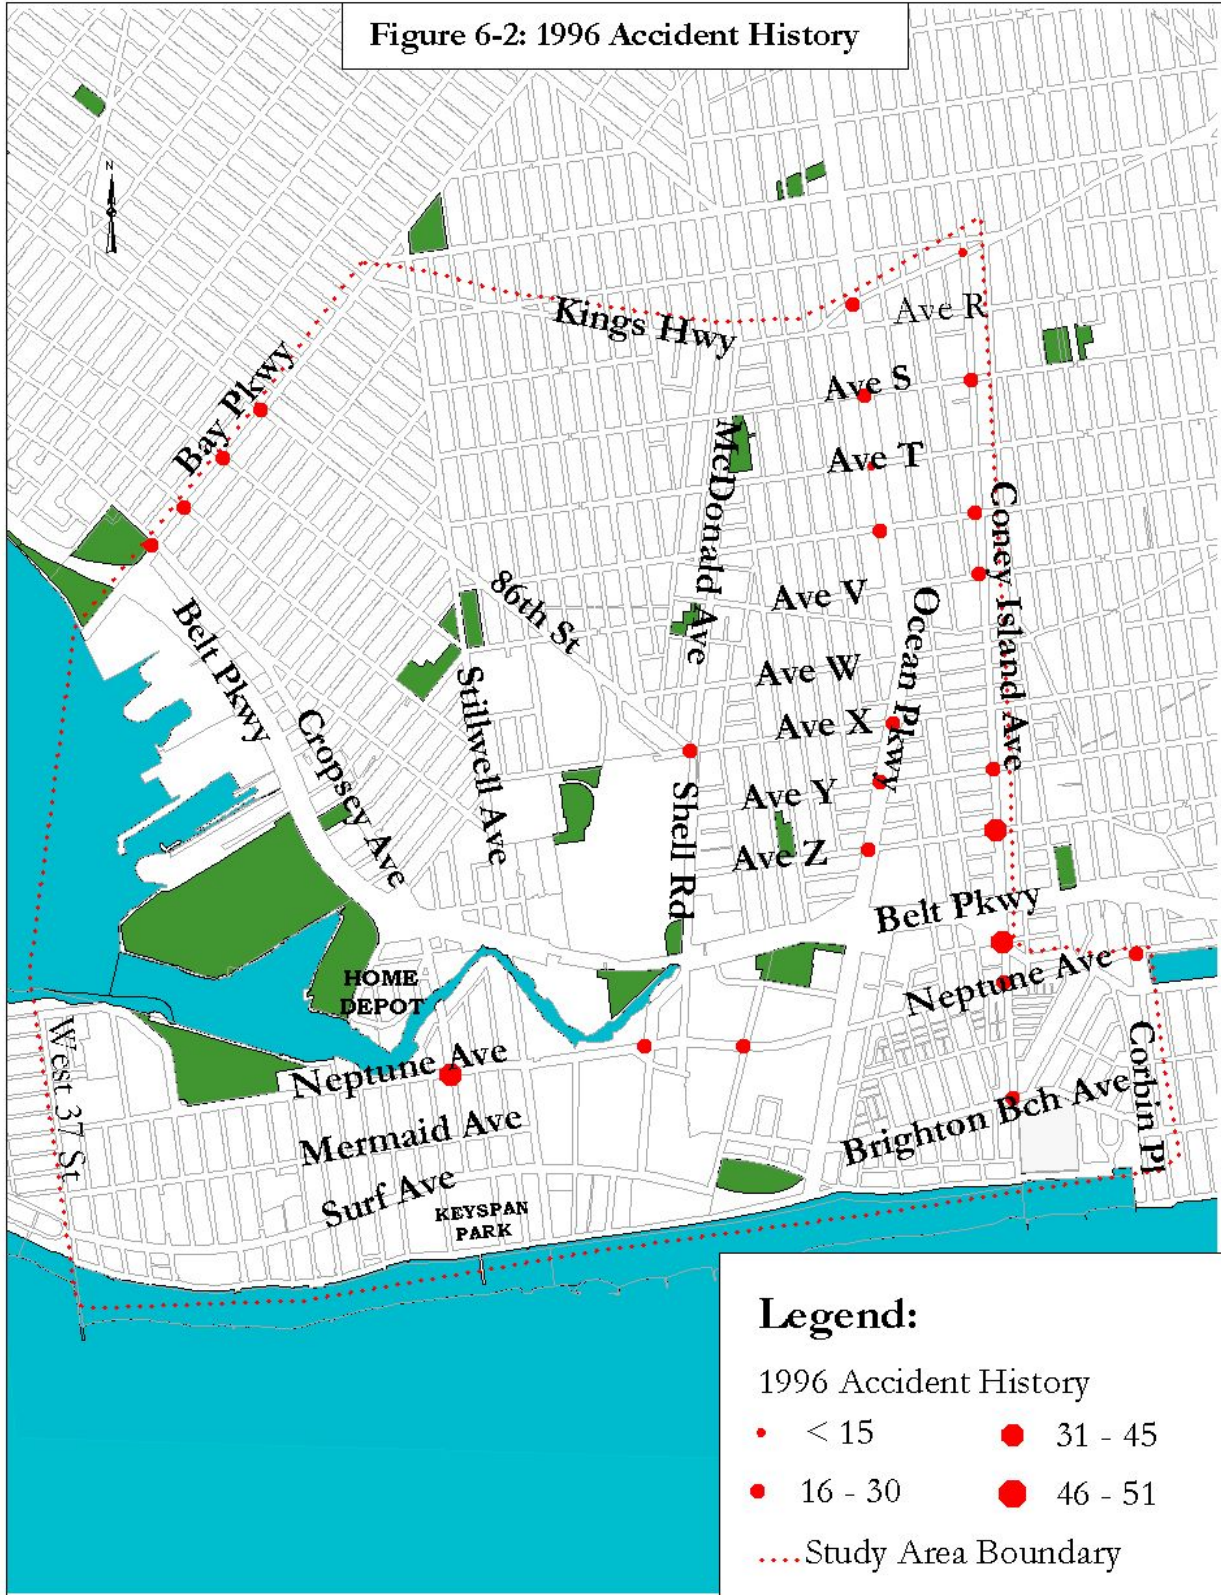 Figure 6-2: 1996 Accident History
N
Kings Hwy
Ave R
Bay Pkwy
Ave S
Ave T
McDonald Ave
Coney Island Ave
86th St
Ave V
Ocean Pkwy
Belt Pkwy
Ave W
Stillwell Ave
Cropsey Ave
Ave X
Shell Rd
Ave Y
Ave Z
Belt Pkwy
HOME
DEPOT
Neptune Ave
West 37 St
Neptune Ave
Corbin Pl
Mermaid Ave
Brighton Bch Ave
Surf Ave
KEYSPAN
PARK
Legend:
1996 Accident History
< 15
31 - 45
16 - 30
46 - 51
Study Area Boundary